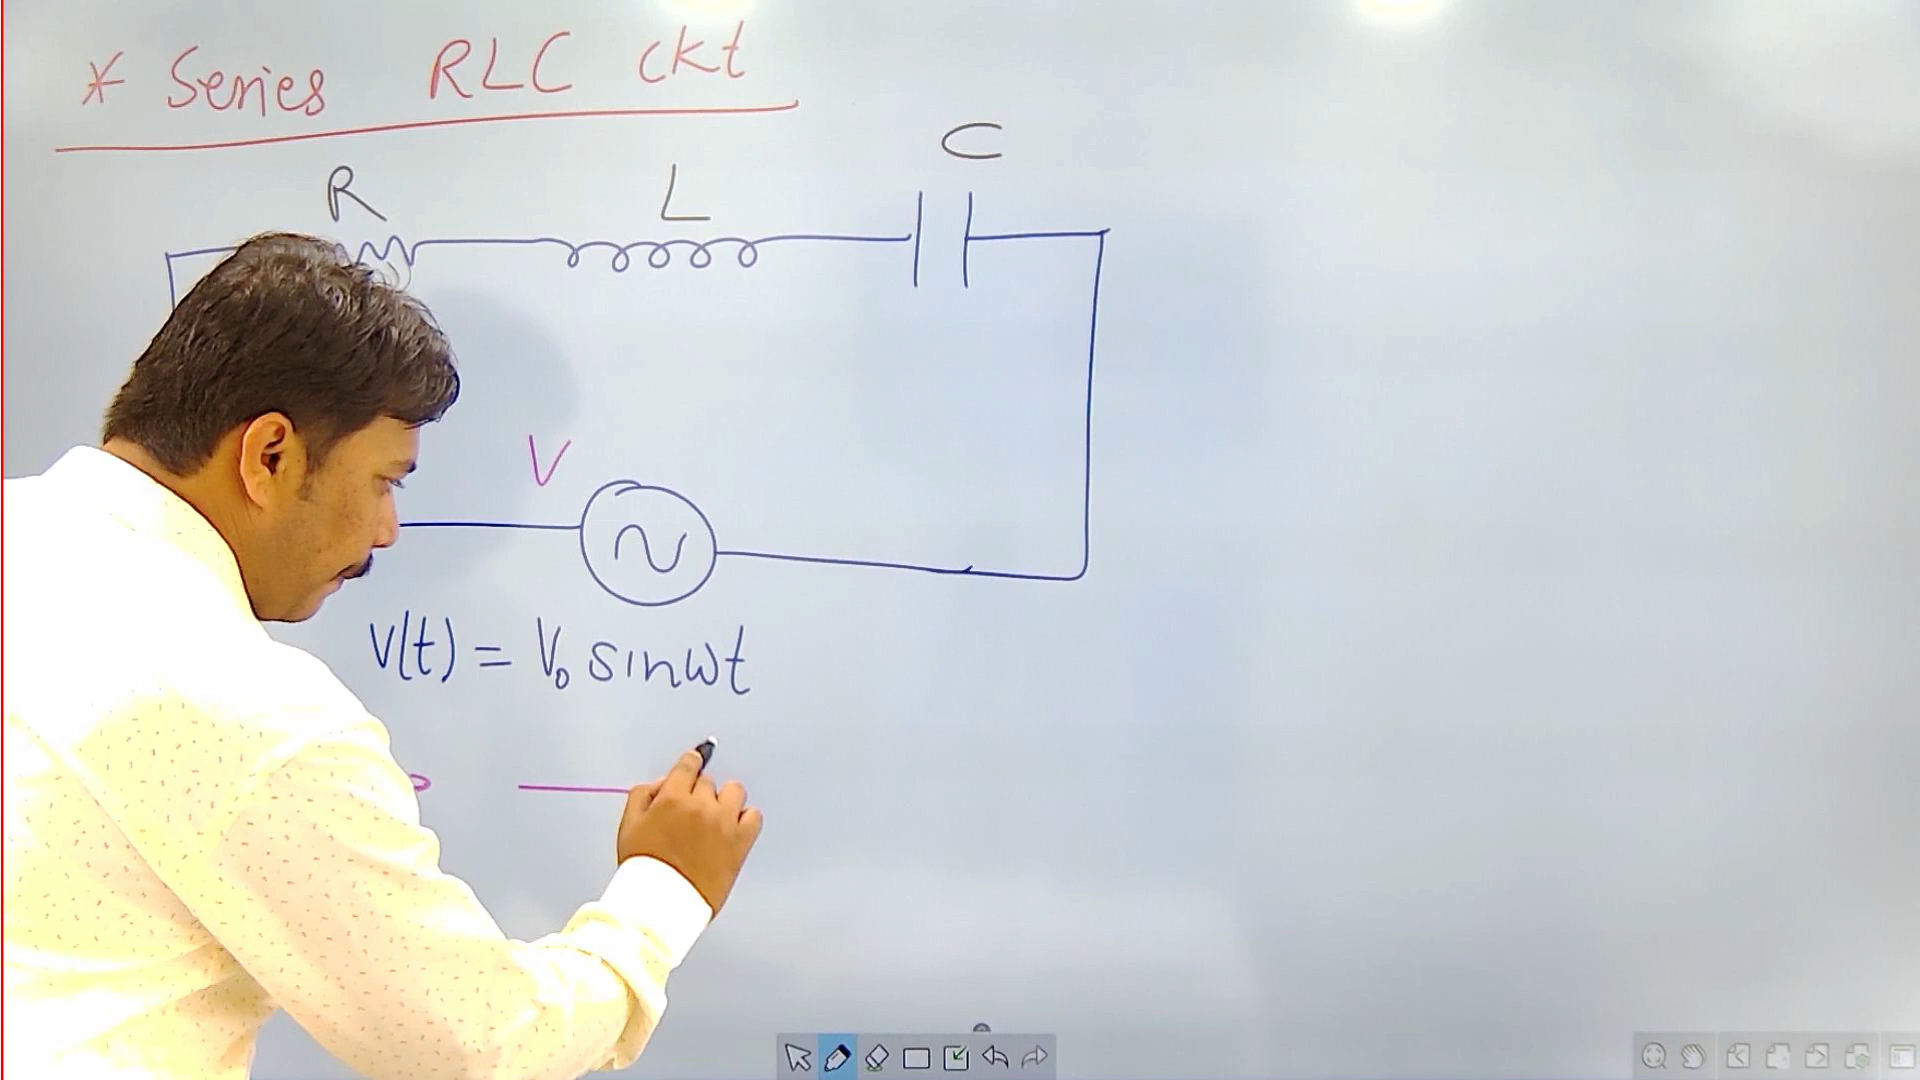 * Series RLC ckt
R L C
V
V(t) = V₀ sinωt